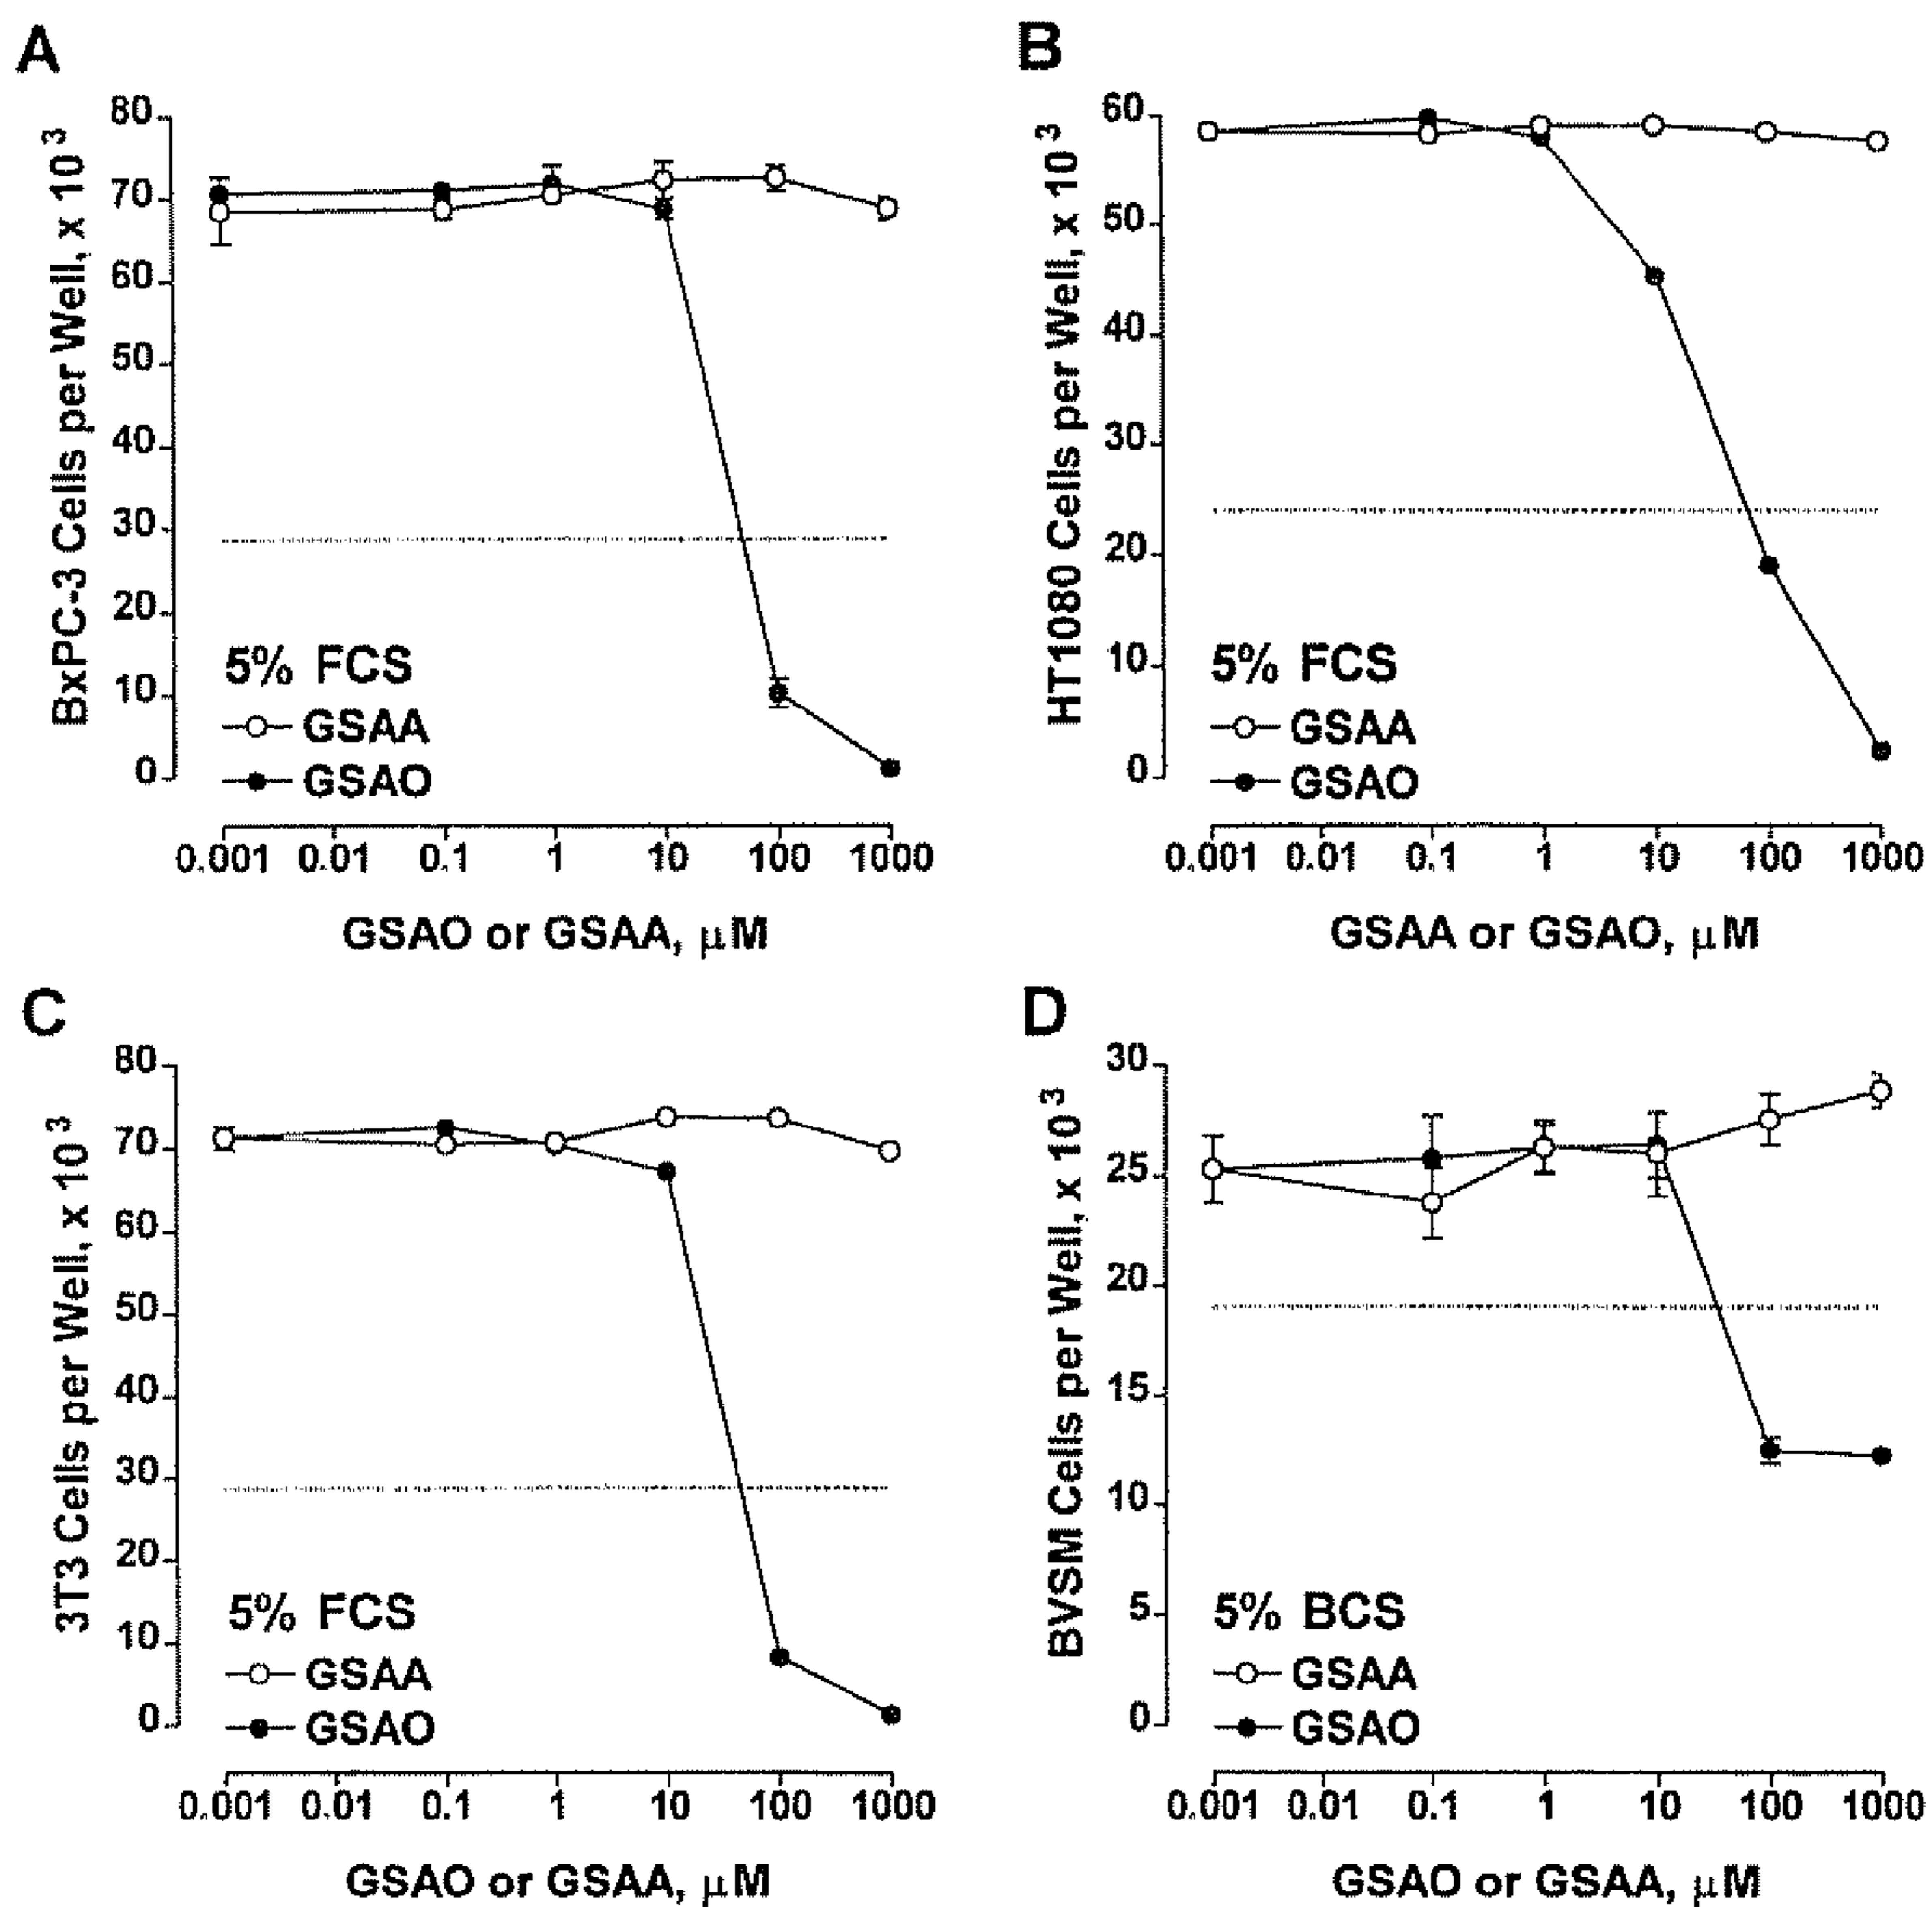 A
BxPC-3 Cells per Well, x 10³
80
70
60
50
40
30
20
10
0
5% FCS
GSAA
GSAO
0.001 0.01 0.1 1 10 100 1000
GSAO or GSAA, μM
B
HT1080 Cells per Well, x 10³
60
50
40
30
20
10
0
5% FCS
GSAA
GSAO
0.001 0.01 0.1 1 10 100 1000
GSAA or GSAO, μM
C
3T3 Cells per Well, x 10³
80
70
60
50
40
30
20
10
0
5% FCS
GSAA
GSAO
0.001 0.01 0.1 1 10 100 1000
GSAO or GSAA, μM
D
BVSM Cells per Well, x 10³
30
25
20
15
10
5
0
5% BCS
GSAA
GSAO
0.001 0.01 0.1 1 10 100 1000
GSAO or GSAA, μM